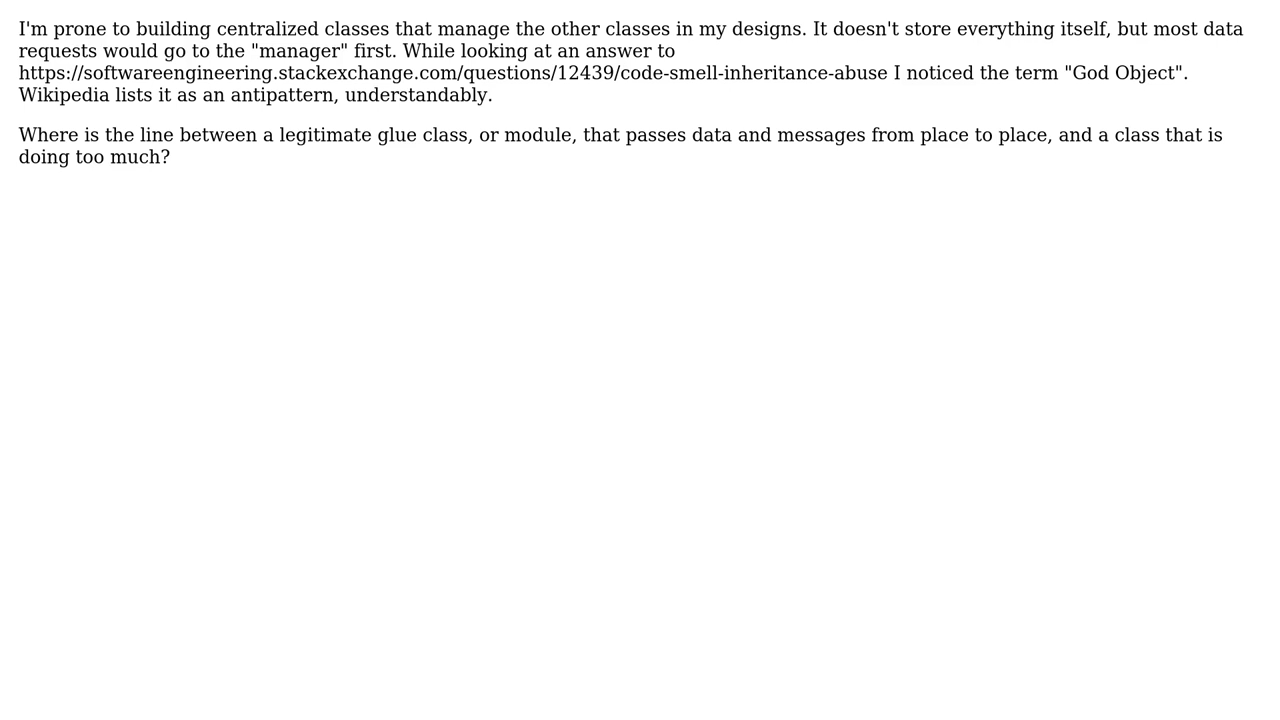 I'm prone to building centralized classes that manage the other classes in my designs. It doesn't store everything itself, but most data
requests would go to the "manager" first. While looking at an answer to
https://softwareengineering.stackexchange.com/questions/12439/code-smell-inheritance-abuse I noticed the term "God Object".
Wikipedia lists it as an antipattern, understandably.
Where is the line between a legitimate glue class, or module, that passes data and messages from place to place, and a class that is
doing too much?